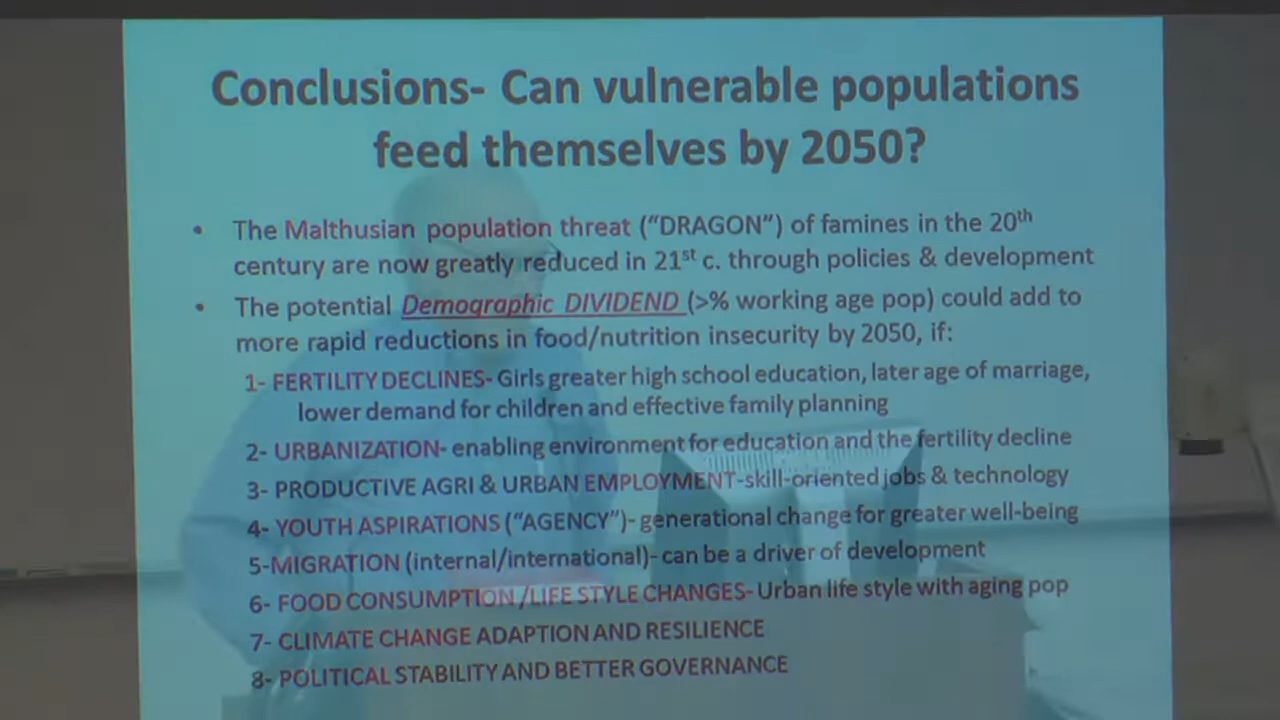 Conclusions- Can vulnerable populations
feed themselves by 2050?
• The Malthusian population threat ("DRAGON") of famines in the 20th
century are now greatly reduced in 21st c. through policies & development
• The potential Demographic DIVIDEND (>% working age pop) could add to
more rapid reductions in food/nutrition insecurity by 2050, if:
1- FERTILITY DECLINES- Girls greater high school education, later age of marriage,
lower demand for children and effective family planning
2- URBANIZATION- enabling environment for education and the fertility decline
3- PRODUCTIVE AGRI & URBAN EMPLOYMENT-skill-oriented jobs & technology
4- YOUTH ASPIRATIONS ("AGENCY")- generational change for greater well-being
5-MIGRATION (internal/international)- can be a driver of development
6- FOOD CONSUMPTION /LIFE STYLE CHANGES- Urban life style with aging pop
7- CLIMATE CHANGE ADAPTION AND RESILIENCE
8- POLITICAL STABILITY AND BETTER GOVERNANCE